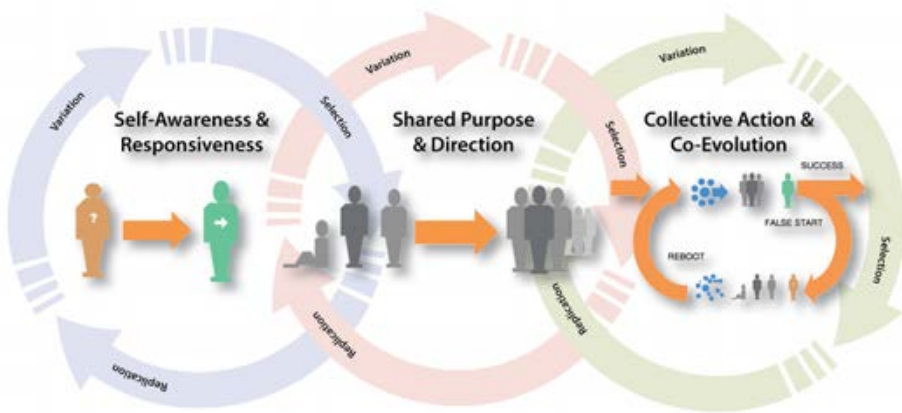 Variation
Selection
Replication
Self-Awareness &
Responsiveness
?
Variation
Selection
Replication
Shared Purpose
& Direction
Variation
Selection
Replication
Collective Action &
Co-Evolution
SUCCESS
FALSE START
REBOOT